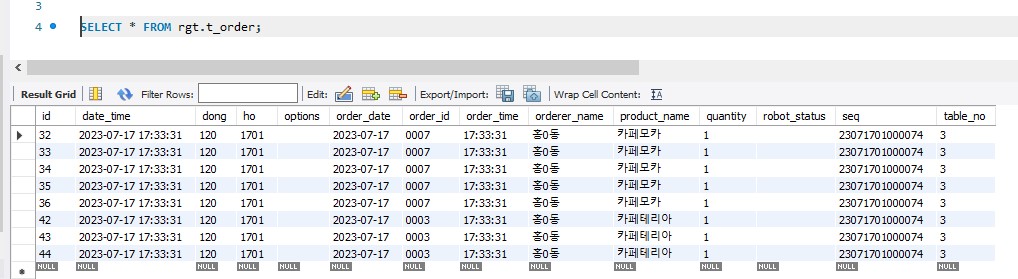 3
4 SELECT * FROM rgt.t_order;
Result Grid Filter Rows: Edit: Export/Import: Wrap Cell Content:
id date_time dong ho options order_date order_id order_time orderer_name product_name quantity robot_status seq table_no
32 2023-07-17 17:33:31 120 1701 2023-07-17 0007 17:33:31 홍0동 카페모카 1 23071701000074 3
33 2023-07-17 17:33:31 120 1701 2023-07-17 0007 17:33:31 홍0동 카페모카 1 23071701000074 3
34 2023-07-17 17:33:31 120 1701 2023-07-17 0007 17:33:31 홍0동 카페모카 1 23071701000074 3
35 2023-07-17 17:33:31 120 1701 2023-07-17 0007 17:33:31 홍0동 카페모카 1 23071701000074 3
36 2023-07-17 17:33:31 120 1701 2023-07-17 0007 17:33:31 홍0동 카페모카 1 23071701000074 3
42 2023-07-17 17:33:31 120 1701 2023-07-17 0003 17:33:31 홍0동 카페테리아 1 23071701000074 3
43 2023-07-17 17:33:31 120 1701 2023-07-17 0003 17:33:31 홍0동 카페테리아 1 23071701000074 3
44 2023-07-17 17:33:31 120 1701 2023-07-17 0003 17:33:31 홍0동 카페테리아 1 23071701000074 3
NULL NULL NULL NULL NULL NULL NULL NULL NULL NULL NULL NULL NULL NULL